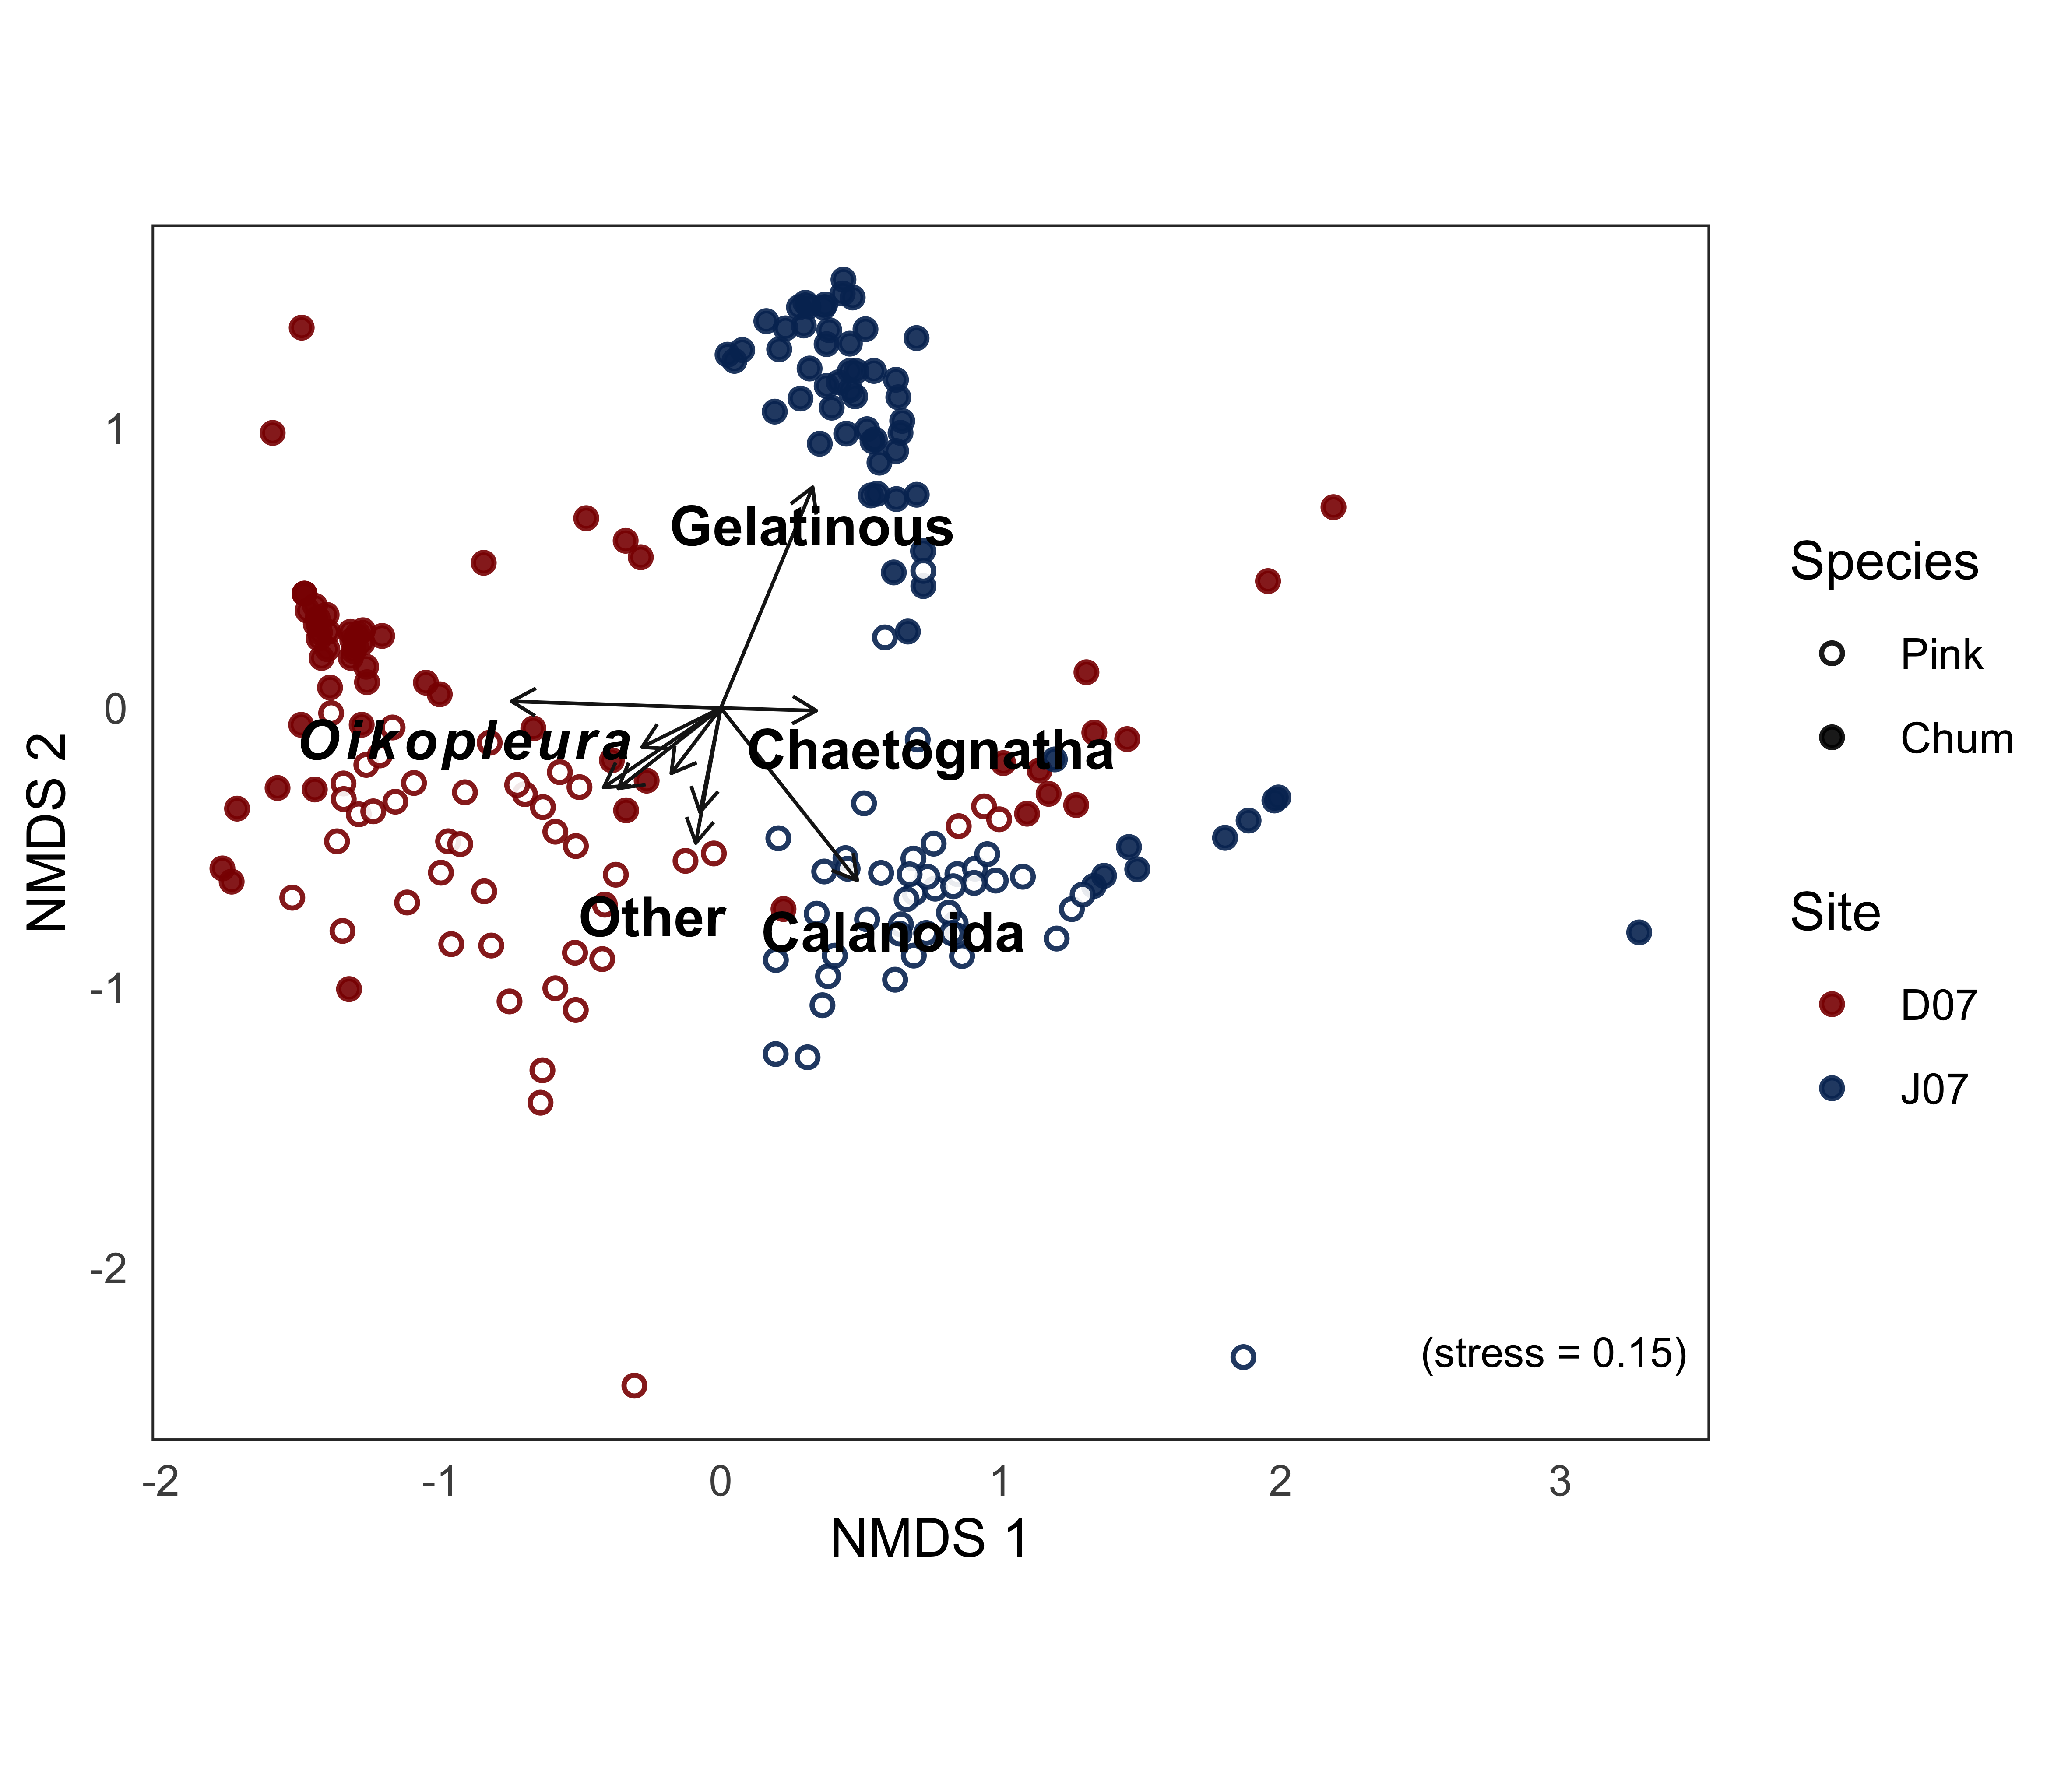 Gelatinous
Oikopleura
Chaetognatha
Other
Calanoida
(stress = 0.15)
NMDS 2
1
0
-1
-2
-2
-1
0
1
2
3
NMDS 1
Species
Pink
Chum
Site
D07
J07